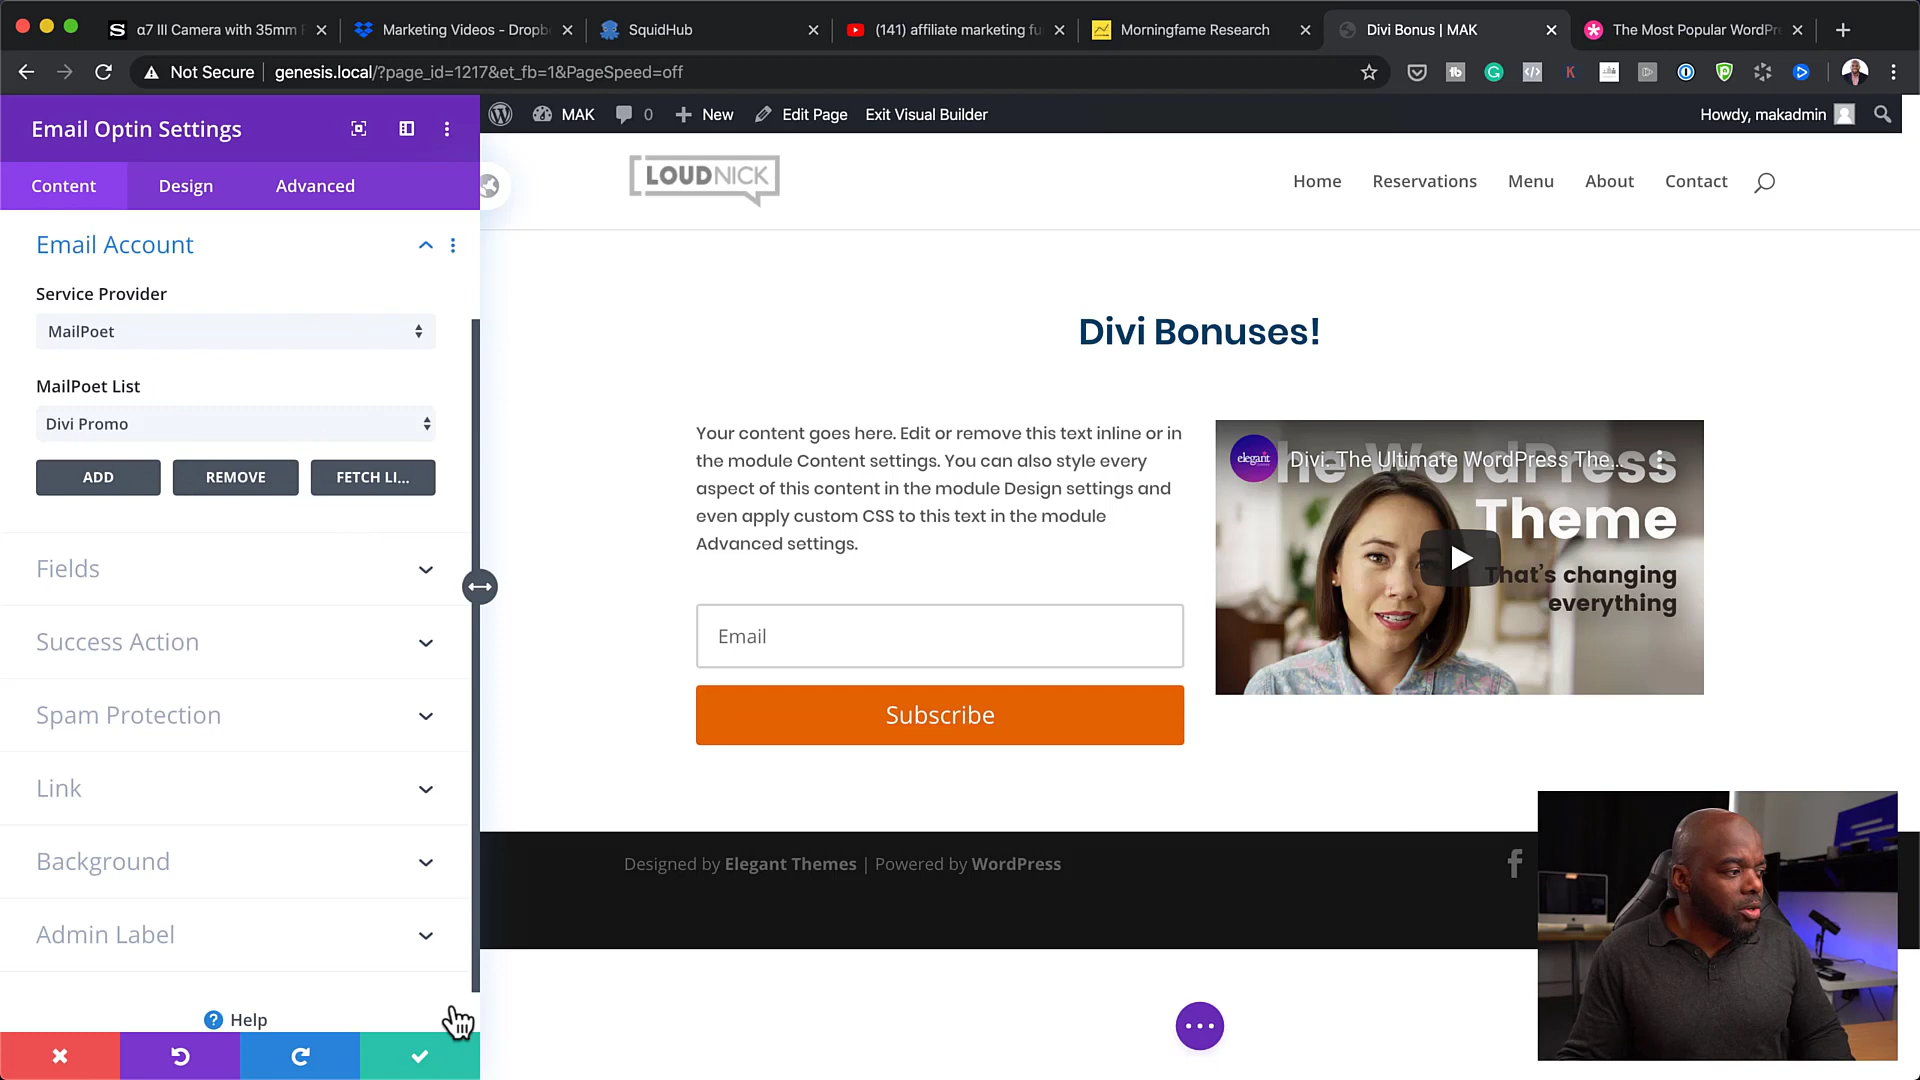 α7 III Camera with 35mm
Marketing Videos - Dropb
SquidHub
(141) affiliate marketing fu
Morningfame Research
Divi Bonus | MAK
The Most Popular WordPr
Not Secure
genesis.local/?page_id=1217&et_fb=1&PageSpeed=off
MAK
0
New
Edit Page
Exit Visual Builder
Howdy, makadmin
Email Optin Settings
Content
Design
Advanced
Email Account
Service Provider
MailPoet
MailPoet List
Divi Promo
ADD
REMOVE
FETCH LI...
Fields
Success Action
Spam Protection
Link
Background
Admin Label
Help
LOUDNICK
Home
Reservations
Menu
About
Contact
Divi Bonuses!
Your content goes here. Edit or remove this text inline or in
the module Content settings. You can also style every
aspect of this content in the module Design settings and
even apply custom CSS to this text in the module
Advanced settings.
Email
Subscribe
elegant
Divi. The Ultimate WordPress The...
The WordPress
Theme
That's changing
everything
Designed by Elegant Themes | Powered by WordPress